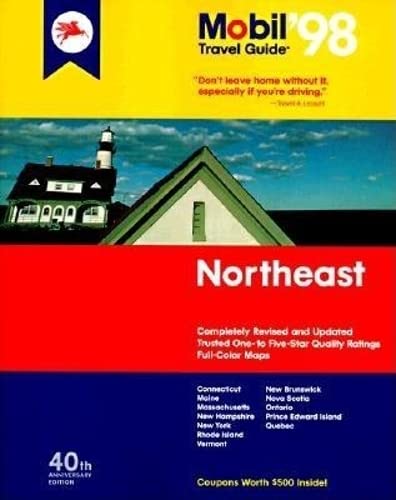 Mobil '98
Travel Guide
"Don't leave home without it,
especially if you're driving."
— Travel & Leisure
Northeast
Completely Revised and Updated
Trusted One- to Five-Star Quality Ratings
Full-Color Maps
Connecticut
Maine
Massachusetts
New Hampshire
New York
Rhode Island
Vermont
New Brunswick
Nova Scotia
Ontario
Prince Edward Island
Quebec
40th
ANNIVERSARY
EDITION
Coupons Worth $500 Inside!